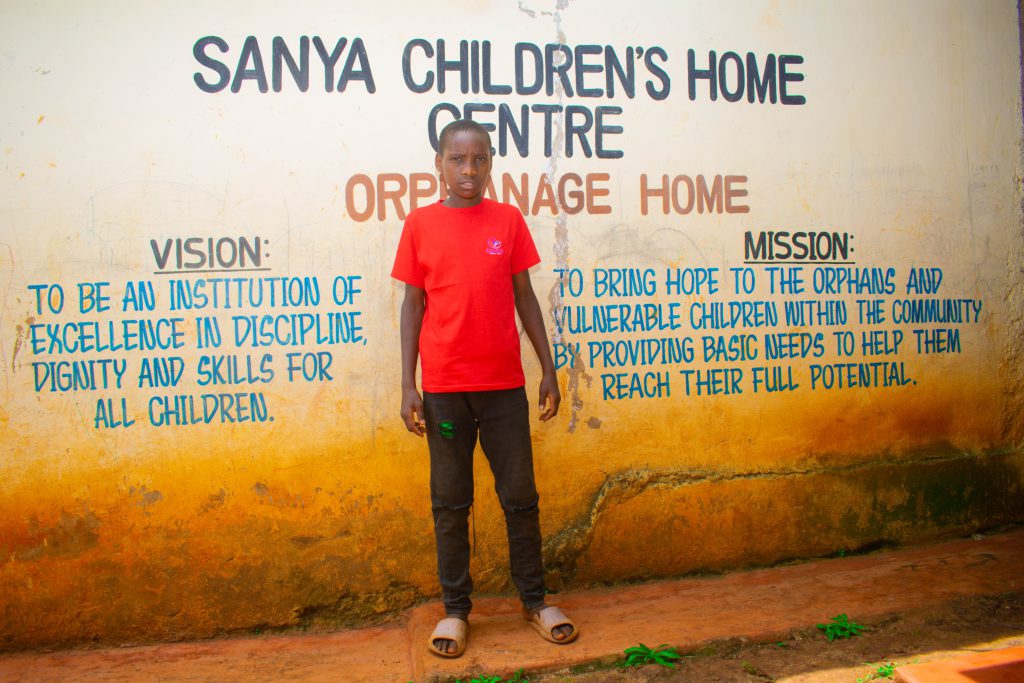 SANYA CHILDREN'S HOME
CENTRE
ORPHANAGE HOME
VISION:
TO BE AN INSTITUTION OF
EXCELLENCE IN DISCIPLINE,
DIGNITY AND SKILLS FOR
ALL CHILDREN.
MISSION:
TO BRING HOPE TO THE ORPHANS AND
VULNERABLE CHILDREN WITHIN THE COMMUNITY
BY PROVIDING BASIC NEEDS TO HELP THEM
REACH THEIR FULL POTENTIAL.